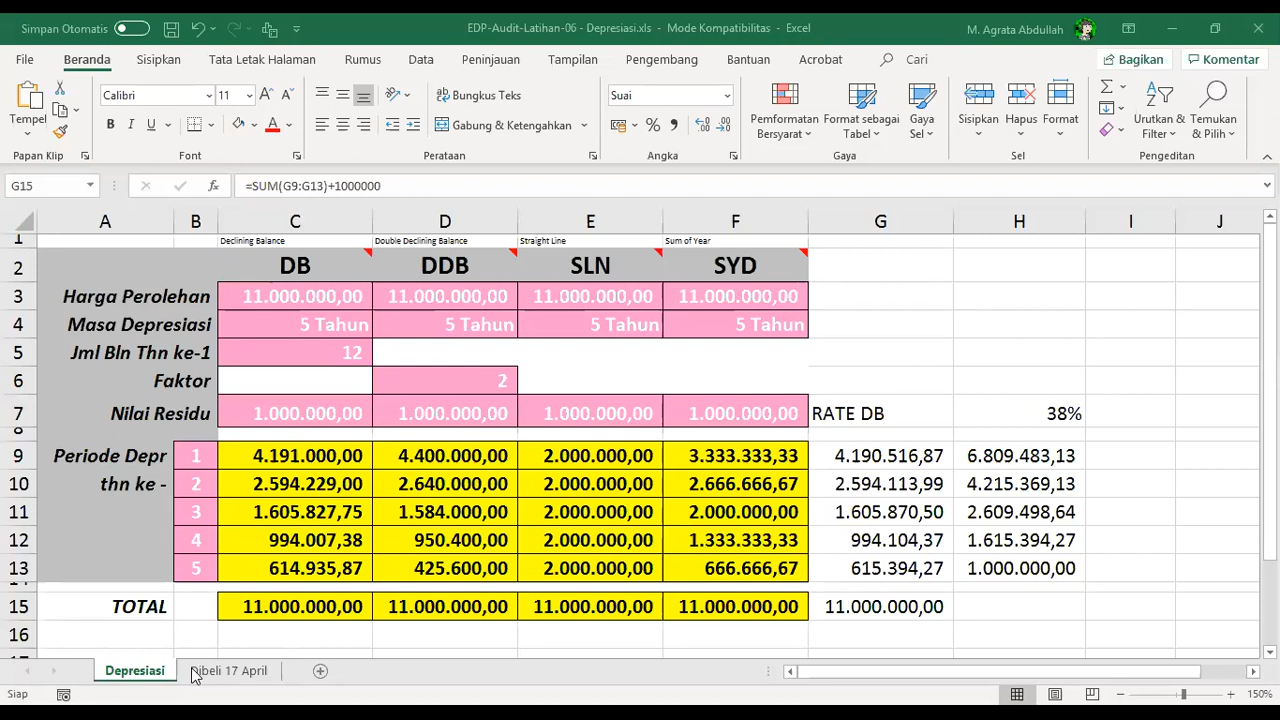 Simpan Otomatis
EDP-Audit-Latihan-06 - Depresiasi.xls - Mode Kompatibilitas - Excel
M. Agrata Abdullah
File Beranda Sisipkan Tata Letak Halaman Rumus Data Peninjauan Tampilan Pengembang Bantuan Acrobat Cari Bagikan Komentar
Tempel
Calibri 11
B I U
Bungkus Teks
Gabung & Ketengahkan
Suai
Pemformatan Bersyarat
Format sebagai Tabel
Gaya Sel
Sisipkan Hapus Format
Urutkan & Filter
Temukan & Pilih
Papan Klip Font Perataan Angka Gaya Sel Pengeditan
G15 fx =SUM(G9:G13)+1000000
A B C D E F G H I J
1 Declining Balance Double Declining Balance Straight Line Sum of Year
2 DB DDB SLN SYD
3 Harga Perolehan 11.000.000,00 11.000.000,00 11.000.000,00 11.000.000,00
4 Masa Depresiasi 5 Tahun 5 Tahun 5 Tahun 5 Tahun
5 Jml Bln Thn ke-1 12
6 Faktor 2
7 Nilai Residu 1.000.000,00 1.000.000,00 1.000.000,00 1.000.000,00 RATE DB 38%
9 Periode Depr 1 4.191.000,00 4.400.000,00 2.000.000,00 3.333.333,33 4.190.516,87 6.809.483,13
10 thn ke - 2 2.594.229,00 2.640.000,00 2.000.000,00 2.666.666,67 2.594.113,99 4.215.369,13
11 3 1.605.827,75 1.584.000,00 2.000.000,00 2.000.000,00 1.605.870,50 2.609.498,64
12 4 994.007,38 950.400,00 2.000.000,00 1.333.333,33 994.104,37 1.615.394,27
13 5 614.935,87 425.600,00 2.000.000,00 666.666,67 615.394,27 1.000.000,00
15 TOTAL 11.000.000,00 11.000.000,00 11.000.000,00 11.000.000,00 11.000.000,00
16
Depresiasi Dibeli 17 April
Siap 150%